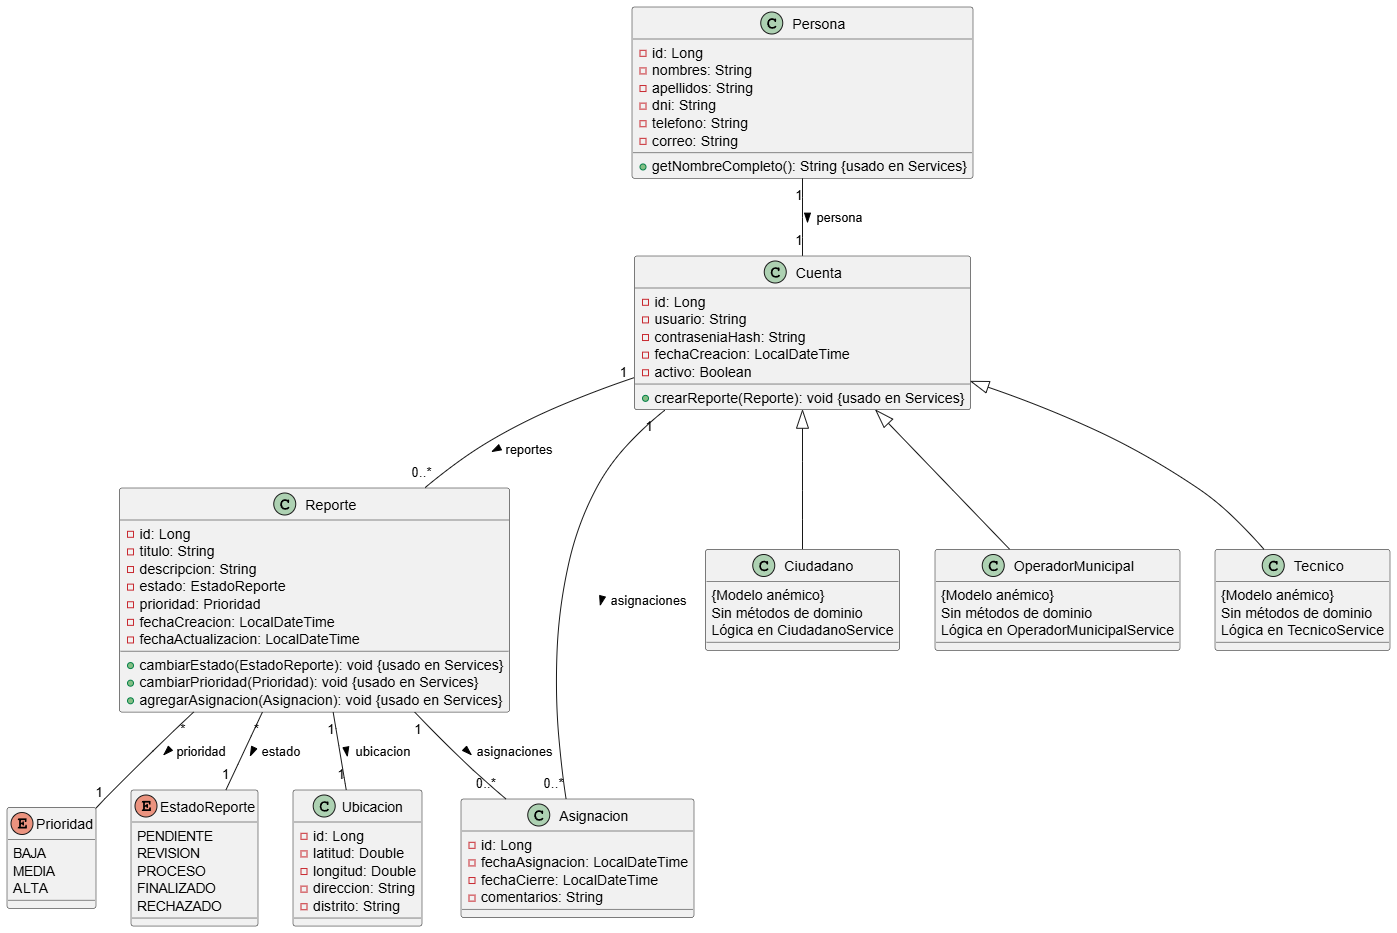 C Persona
id: Long
nombres: String
apellidos: String
dni: String
telefono: String
correo: String
getNombreCompleto(): String {usado en Services}
1
persona
1
C Cuenta
id: Long
usuario: String
contraseniaHash: String
fechaCreacion: LocalDateTime
activo: Boolean
crearReporte(Reporte): void {usado en Services}
1
1
reportes
0..*
C Reporte
id: Long
titulo: String
descripcion: String
estado: EstadoReporte
prioridad: Prioridad
fechaCreacion: LocalDateTime
fechaActualizacion: LocalDateTime
cambiarEstado(EstadoReporte): void {usado en Services}
cambiarPrioridad(Prioridad): void {usado en Services}
agregarAsignacion(Asignacion): void {usado en Services}
asignaciones
C Ciudadano
{Modelo anémico}
Sin métodos de dominio
Lógica en CiudadanoService
C OperadorMunicipal
{Modelo anémico}
Sin métodos de dominio
Lógica en OperadorMunicipalService
C Tecnico
{Modelo anémico}
Sin métodos de dominio
Lógica en TecnicoService
*
prioridad
1
*
estado
1
1
ubicacion
1
1
asignaciones
0..*
0..*
E Prioridad
BAJA
MEDIA
ALTA
E EstadoReporte
PENDIENTE
REVISION
PROCESO
FINALIZADO
RECHAZADO
C Ubicacion
id: Long
latitud: Double
longitud: Double
direccion: String
distrito: String
C Asignacion
id: Long
fechaAsignacion: LocalDateTime
fechaCierre: LocalDateTime
comentarios: String